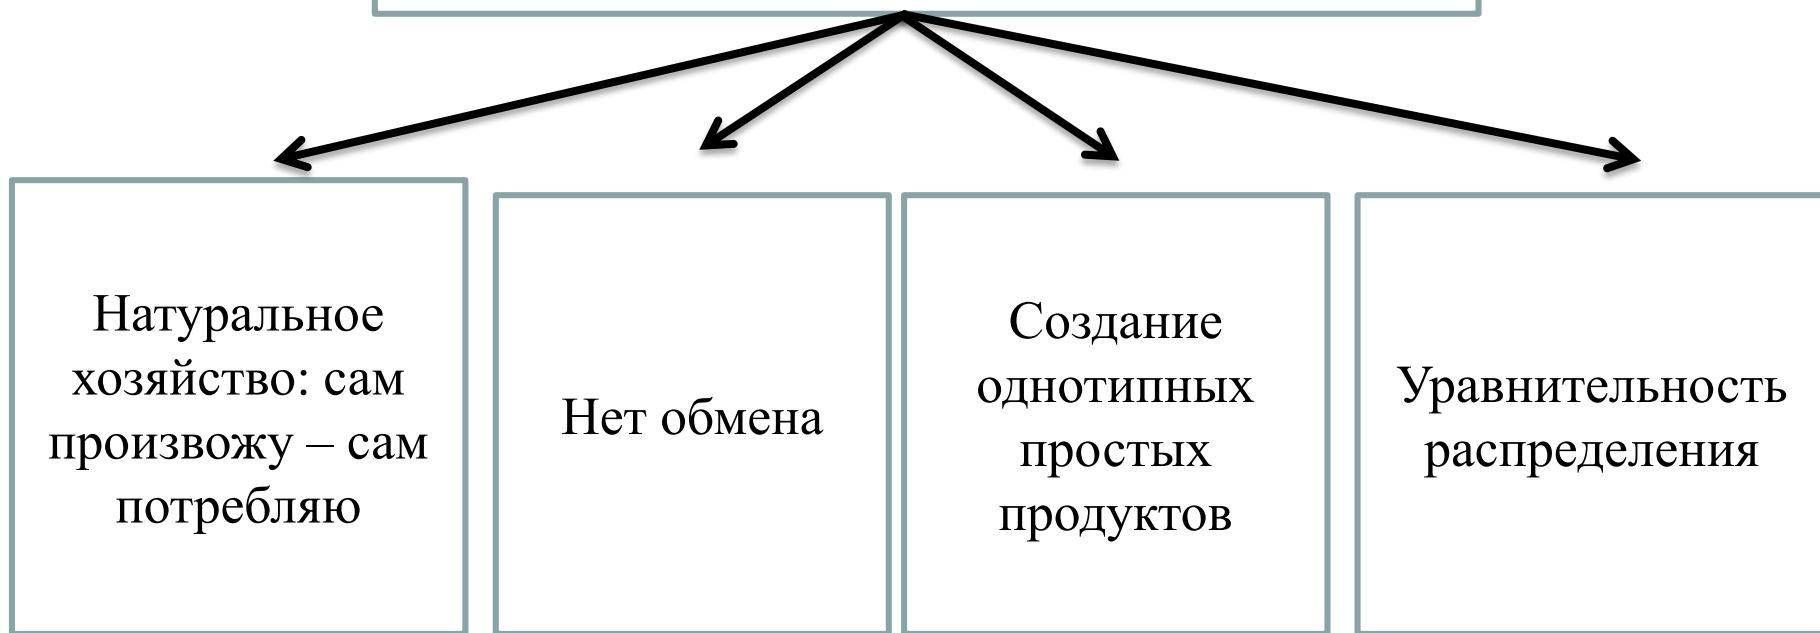 Натуральное
хозяйство: сам
произвожу – сам
потребляю
Нет обмена
Создание
однотипных
простых
продуктов
Уравнительность
распределения